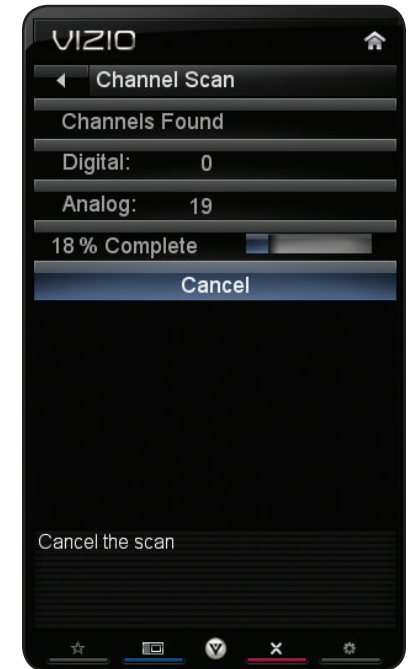 VIZIO
Channel Scan
Channels Found
Digital: 0
Analog: 19
18 % Complete
Cancel
Cancel the scan